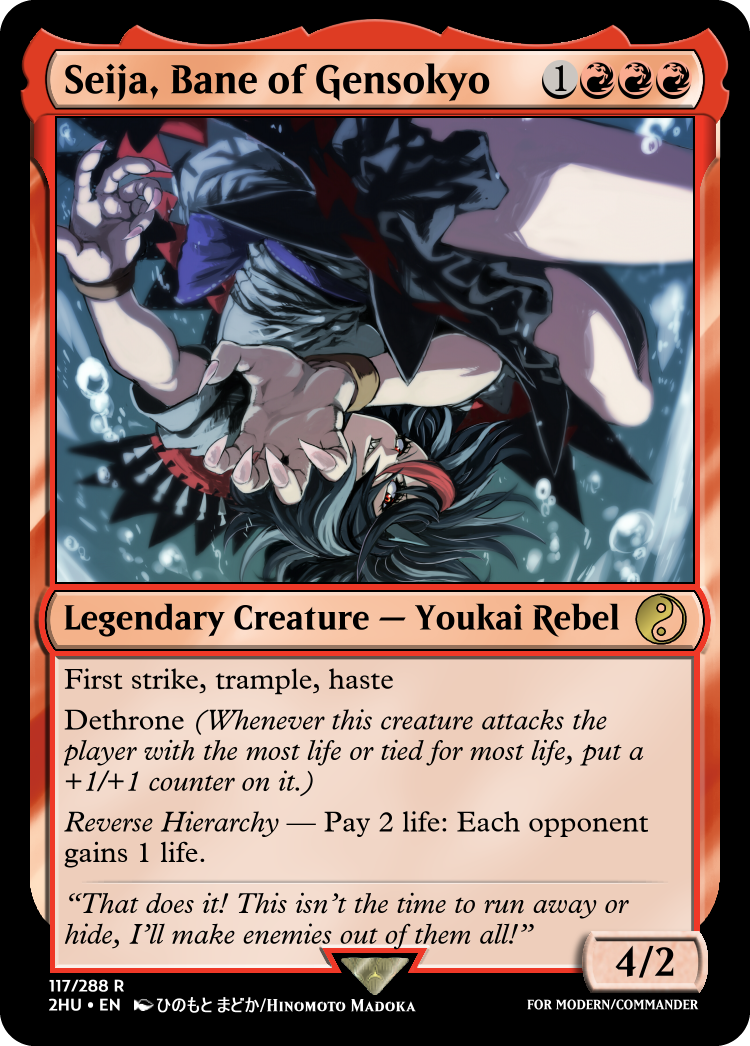 Seija, Bane of Gensokyo 1
Legendary Creature — Youkai Rebel
First strike, trample, haste
Dethrone (Whenever this creature attacks the
player with the most life or tied for most life, put a
+1/+1 counter on it.)
Reverse Hierarchy — Pay 2 life: Each opponent
gains 1 life.
“That does it! This isn’t the time to run away or
hide, I’ll make enemies out of them all!”
4/2
117/288 R
2HU • EN ひのもと まどか/Hinomoto Madoka
FOR MODERN/COMMANDER